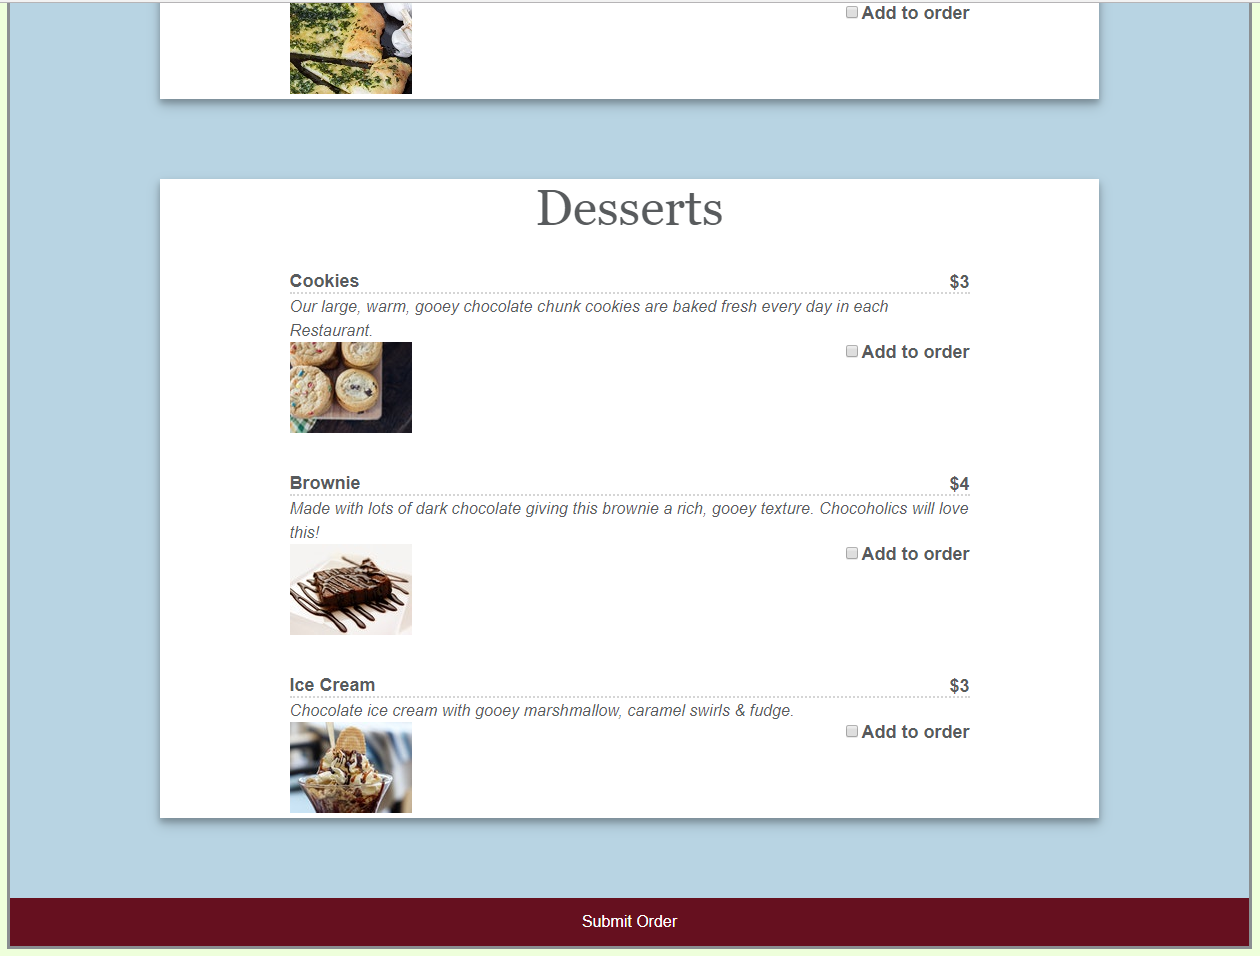 Add to order
Desserts
Cookies $3
Our large, warm, gooey chocolate chunk cookies are baked fresh every day in each
Restaurant.
Add to order
Brownie $4
Made with lots of dark chocolate giving this brownie a rich, gooey texture. Chocoholics will love
this!
Add to order
Ice Cream $3
Chocolate ice cream with gooey marshmallow, caramel swirls & fudge.
Add to order
Submit Order